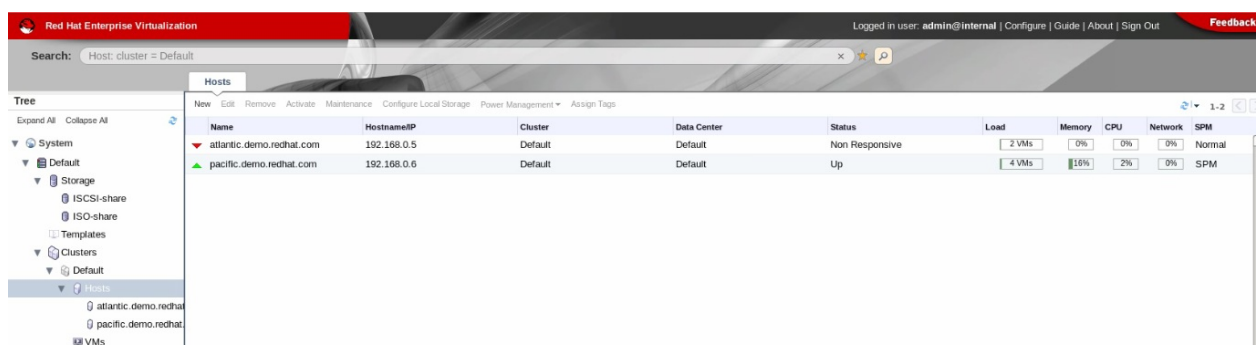 Red Hat Enterprise Virtualization
Logged in user: admin@internal | Configure | Guide | About | Sign Out
Feedback
Search: Host: cluster = Default x
Hosts
Tree
Expand All Collapse All
System
Default
Storage
ISCSI-share
ISO-share
Templates
Clusters
Default
Hosts
atlantic.demo.redhat
pacific.demo.redhat.
VMs
New Edit Remove Activate Maintenance Configure Local Storage Power Management Assign Tags 1-2
Name Hostname/IP Cluster Data Center Status Load Memory CPU Network SPM
atlantic.demo.redhat.com 192.168.0.5 Default Default Non Responsive 2 VMs 0% 0% 0% Normal
pacific.demo.redhat.com 192.168.0.6 Default Default Up 4 VMs 16% 2% 0% SPM